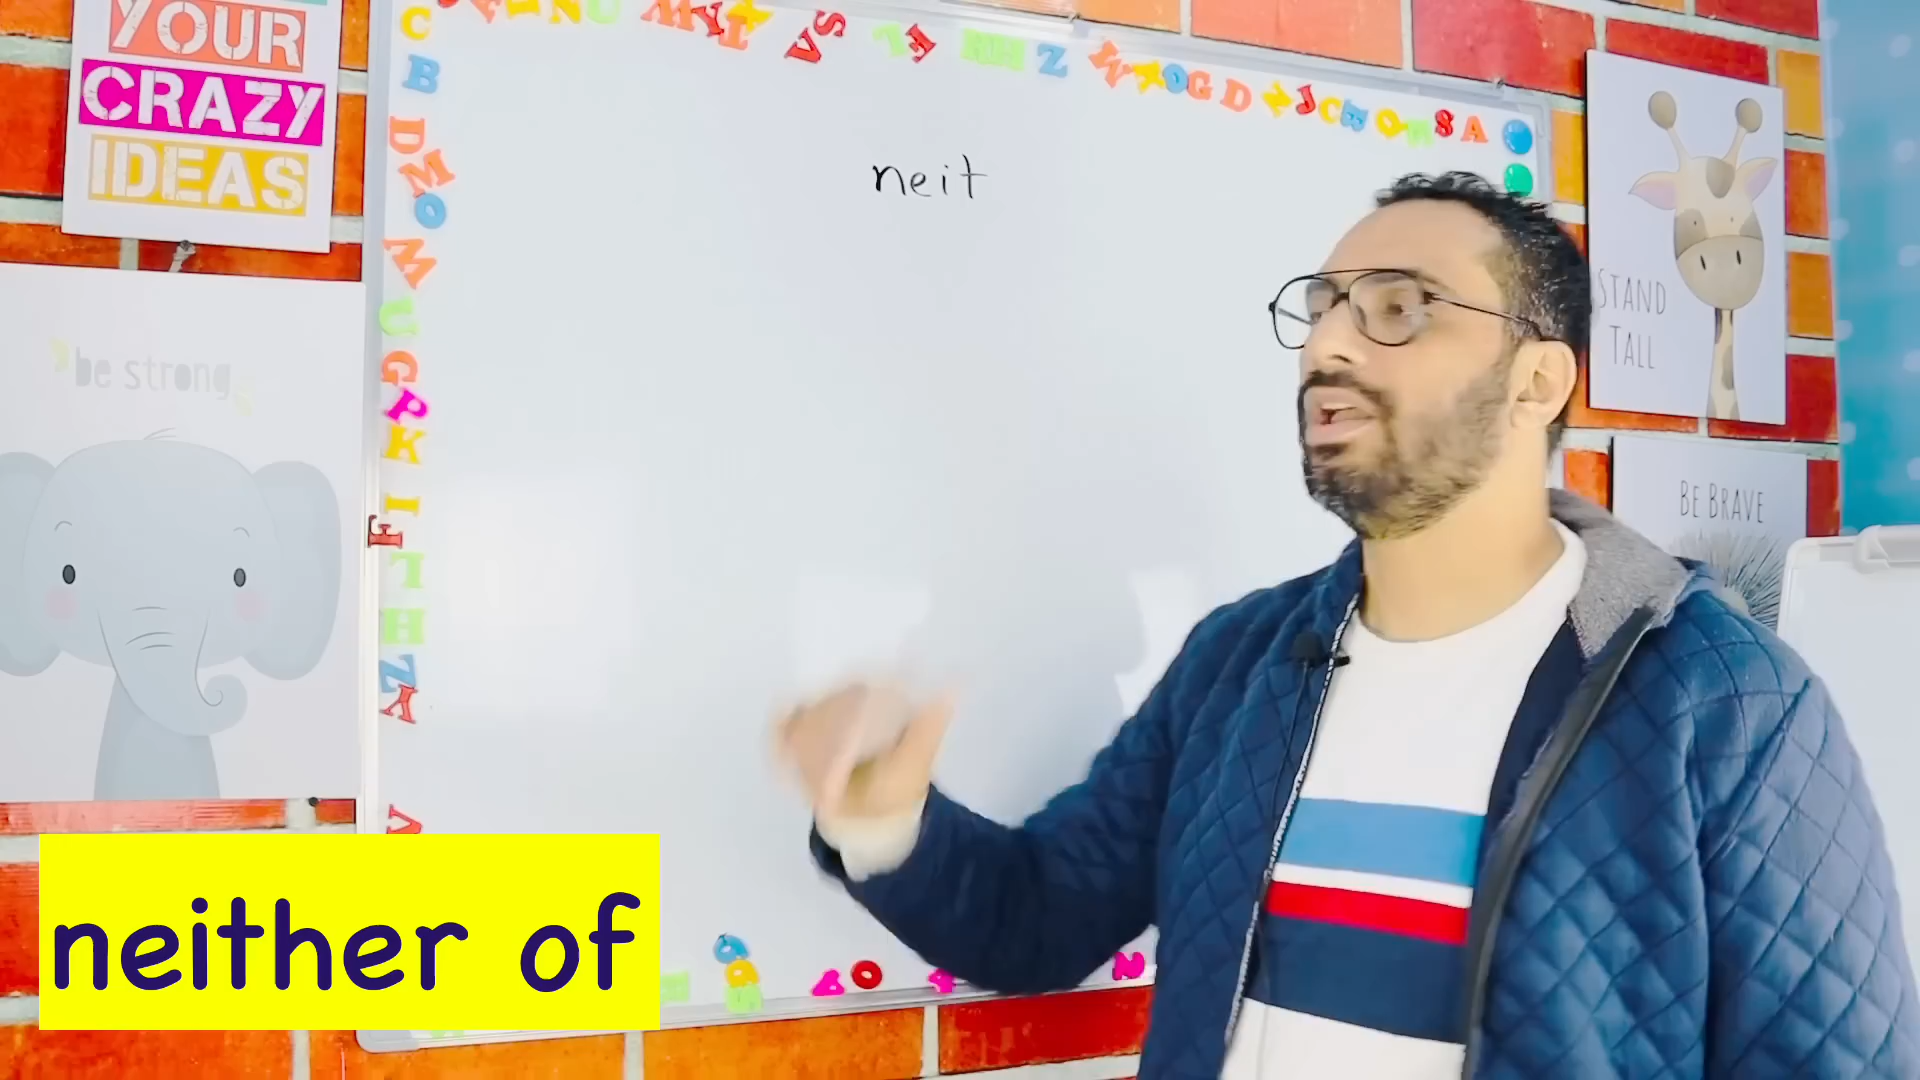 YOUR
CRAZY
IDEAS
neit
STAND
TALL
be strong
BE BRAVE
neither of